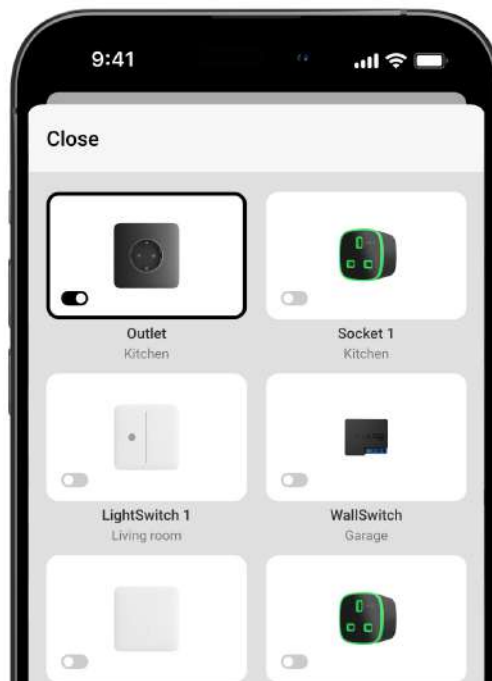 9:41
Close
Outlet
Kitchen
Socket 1
Kitchen
LightSwitch 1
Living room
WallSwitch
Garage